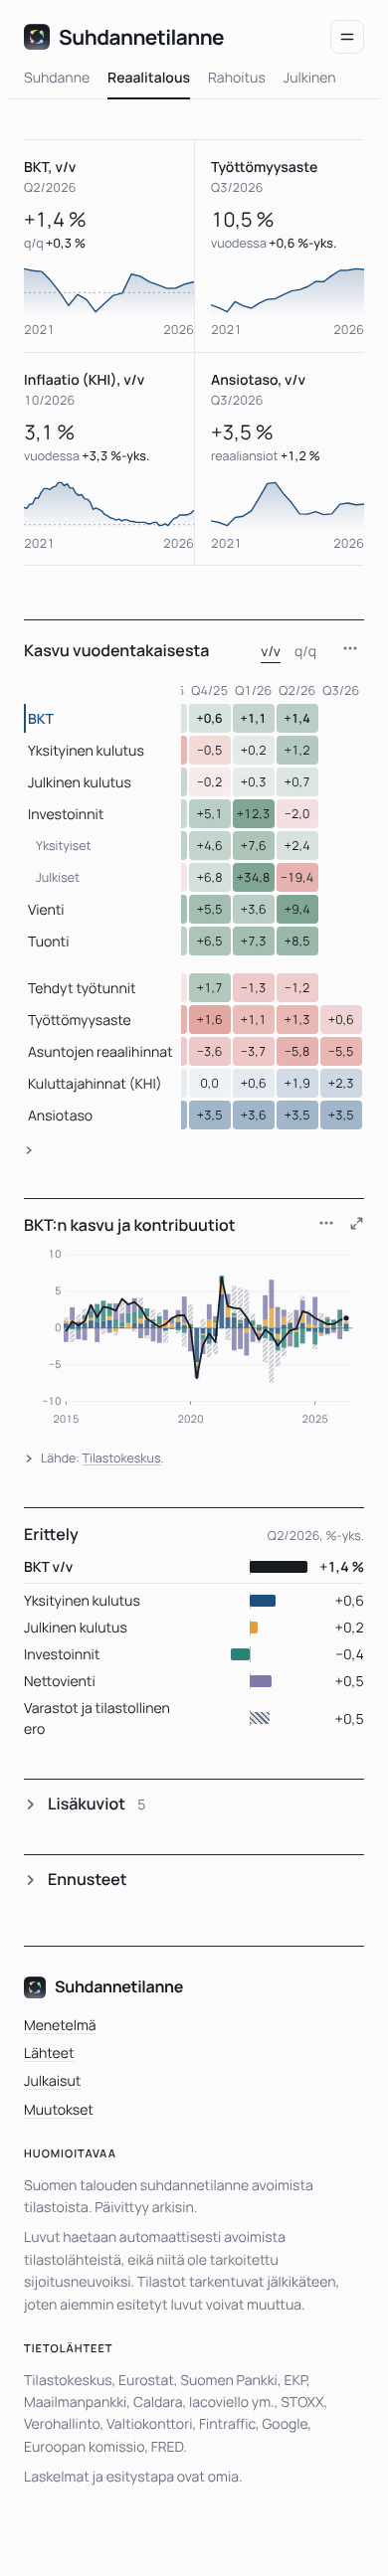 Suhdannetilanne
Suhdanne Reaalitalous Rahoitus Julkinen
BKT, v/v
Q2/2026
+1,4 %
q/q +0,3 %
2021 2026
Työttömyysaste
Q3/2026
10,5 %
vuodessa +0,6 %-yks.
2021 2026
Inflaatio (KHI), v/v
10/2026
3,1 %
vuodessa +3,3 %-yks.
2021 2026
Ansiotaso, v/v
Q3/2026
+3,5 %
reaaliansiot +1,2 %
2021 2026
Kasvu vuodentakaisesta v/v q/q
Q4/25 Q1/26 Q2/26 Q3/26
BKT +0,6 +1,1 +1,4
Yksityinen kulutus −0,5 +0,2 +1,2
Julkinen kulutus −0,2 +0,3 +0,7
Investoinnit +5,1 +12,3 −2,0
Yksityiset +4,6 +7,6 +2,4
Julkiset +6,8 +34,8 −19,4
Vienti +5,5 +3,6 +9,4
Tuonti +6,5 +7,3 +8,5
Tehdyt työtunnit +1,7 −1,3 −1,2
Työttömyysaste +1,6 +1,1 +1,3 +0,6
Asuntojen reaalihinnat −3,6 −3,7 −5,8 −5,5
Kuluttajahinnat (KHI) 0,0 +0,6 +1,9 +2,3
Ansiotaso +3,5 +3,6 +3,5 +3,5
BKT:n kasvu ja kontribuutiot
10
5
0
−5
−10
2015 2020 2025
Lähde: Tilastokeskus.
Erittely Q2/2026, %-yks.
BKT v/v +1,4 %
Yksityinen kulutus +0,6
Julkinen kulutus +0,2
Investoinnit −0,4
Nettovienti +0,5
Varastot ja tilastollinen
ero +0,5
Lisäkuviot 5
Ennusteet
Suhdannetilanne
Menetelmä
Lähteet
Julkaisut
Muutokset
HUOMIOITAVAA
Suomen talouden suhdannetilanne avoimista
tilastoista. Päivittyy arkisin.
Luvut haetaan automaattisesti avoimista
tilastolähteistä, eikä niitä ole tarkoitettu
sijoitusneuvoiksi. Tilastot tarkentuvat jälkikäteen,
joten aiemmin esitetyt luvut voivat muuttua.
TIETOLÄHTEET
Tilastokeskus, Eurostat, Suomen Pankki, EKP,
Maailmanpankki, Caldara, Iacoviello ym., STOXX,
Verohallinto, Valtiokonttori, Fintraffic, Google,
Euroopan komissio, FRED.
Laskelmat ja esitystapa ovat omia.